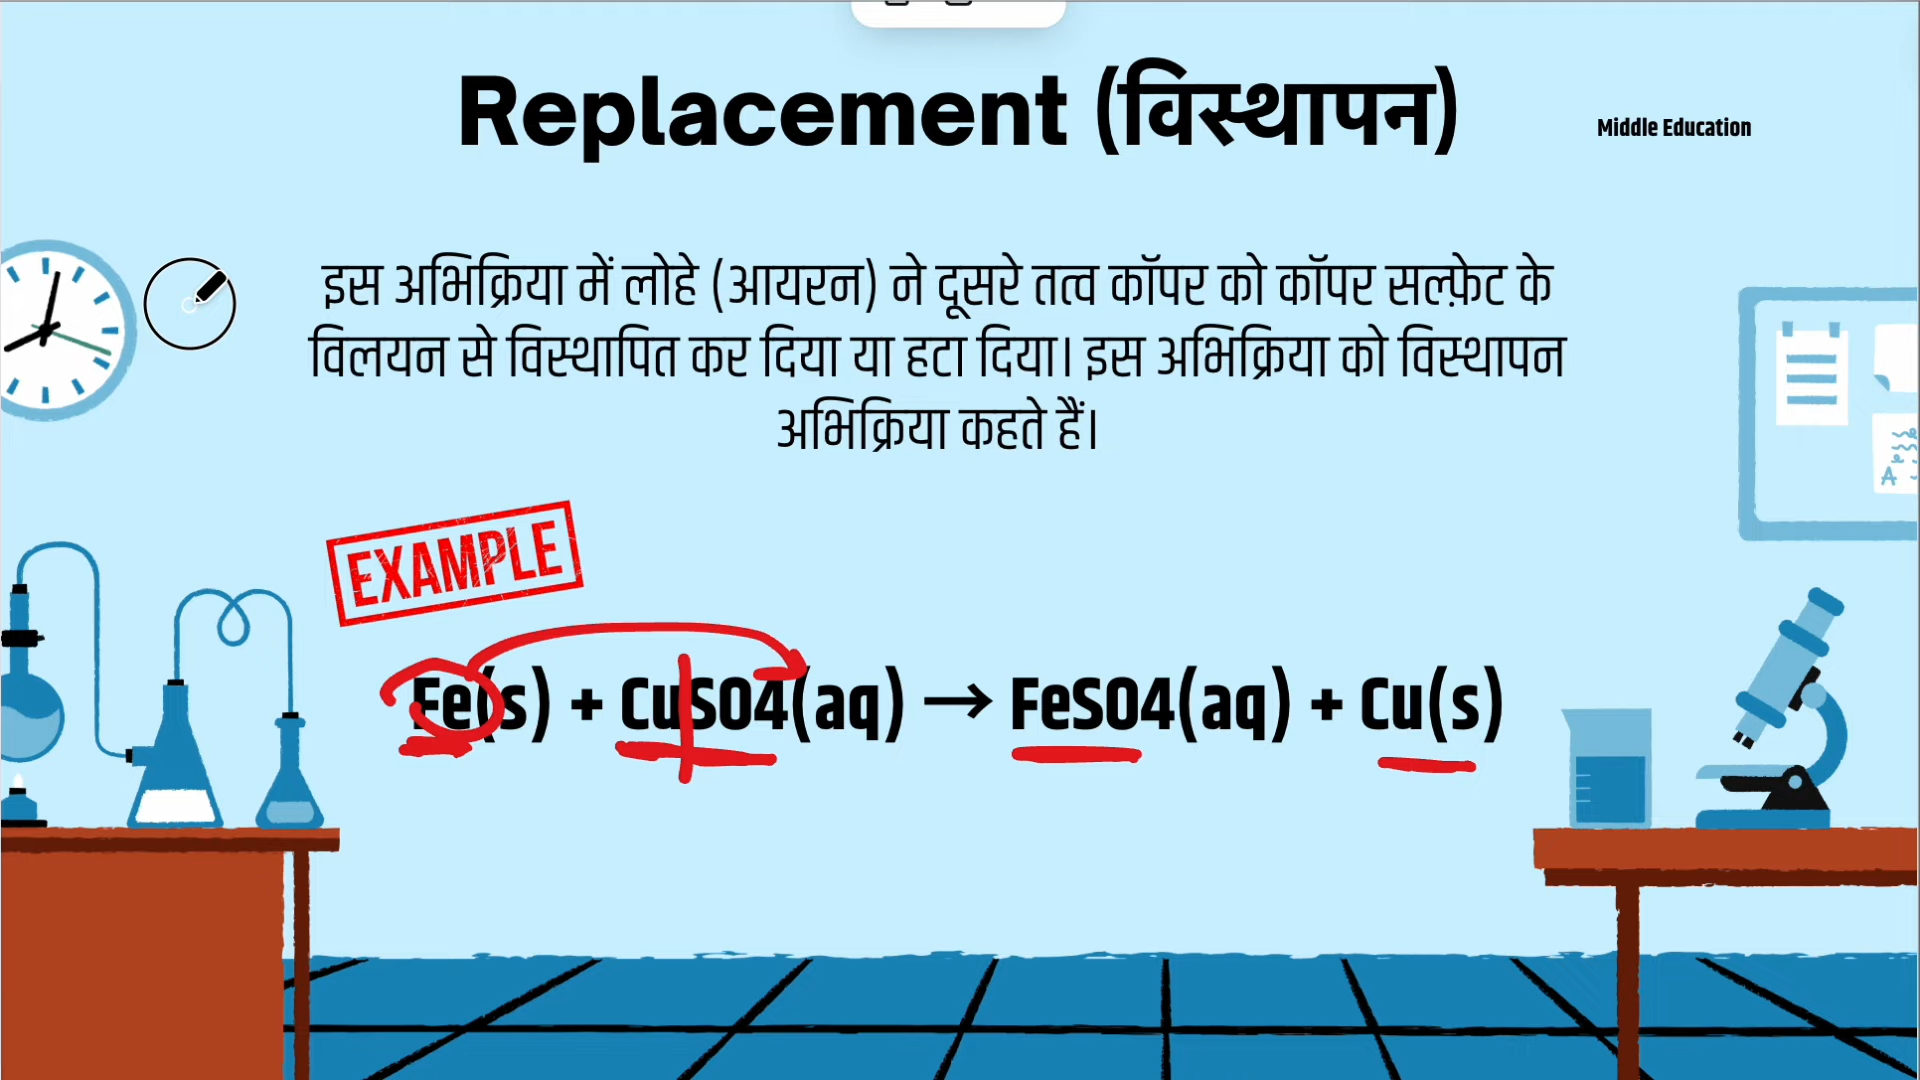 Replacement (विस्थापन)
Middle Education
इस अभिक्रिया में लोहे (आयरन) ने दूसरे तत्व कॉपर को कॉपर सल्फ़ेट के
विलयन से विस्थापित कर दिया या हटा दिया। इस अभिक्रिया को विस्थापन
अभिक्रिया कहते हैं।
EXAMPLE
Fe(s) + CuSO4(aq) → FeSO4(aq) + Cu(s)
A